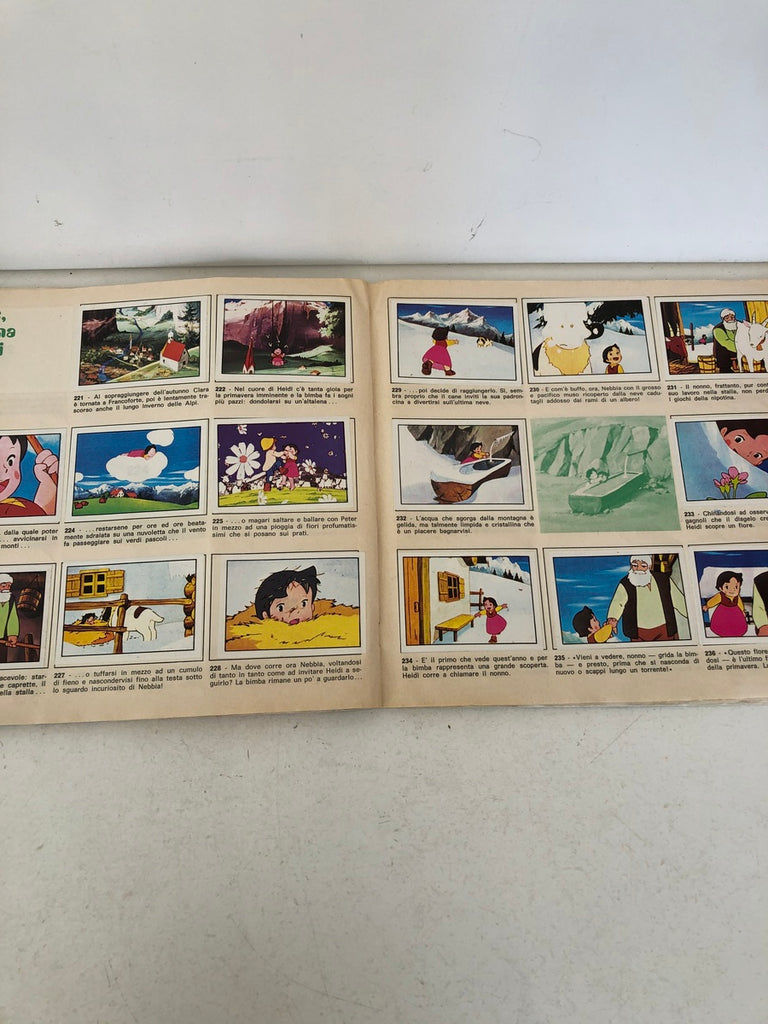 221 - Al sopraggiungere dell'autunno Clara
è tornata a Francoforte, poi è lentamente tra-
scorso anche il lungo inverno delle Alpi.
222 - Nel cuore di Heidi c'è tanta gioia per
la primavera imminente e la bimba fa i sogni
più pazzi: dondolarsi su un'altalena...
dalla quale poter
avvicinarsi in
monti...
224 - ...restarsene per ore ed ore beata-
mente sdraiata su una nuvoletta che il vento
fa passeggiare sui verdi pascoli...
225 - ...o magari saltare e ballare con Peter
in mezzo ad una pioggia di fiori profumatis-
simi che si posano sui prati.
scevole: star-
e caprette, il
lla stalla...
227 - ...o tuffarsi in mezzo ad un cumulo
di fieno e nascondervisi fino alla testa sotto
lo sguardo incuriosito di Nebbia!
228 - Ma dove corre ora Nebbia, voltandosi
di tanto in tanto come ad invitare Heidi a se-
guirlo? La bimba rimane un po' a guardarlo...
229 - ...poi decide di raggiungerlo. Sì, sem-
bra proprio che il cane inviti la sua padron-
cina a divertirsi sull'ultima neve.
230 - E com'è buffo, ora, Nebbia con il grosso
e pacifico muso ricoperto dalla neve cadu-
tagli addosso dai rami di un albero!
231 - Il nonno, frattanto, pur con
suo lavoro nella stalla, non perd
i giochi della nipotina.
232 - L'acqua che sgorga dalla montagna è
gelida, ma talmente limpida e cristallina che
è un piacere bagnarvisi.
233 - Chinandosi ad osserv
gagnoli che il disgelo cre
Heidi scopre un fiore.
234 - E' il primo che vede quest'anno e per
la bimba rappresenta una grande scoperta.
Heidi corre a chiamare il nonno.
235 - «Vieni a vedere, nonno — grida la bim-
ba — e presto, prima che si nasconda di
nuovo o scappi lungo un torrente!»
236 - «Questo fiore
dosi — è l'ultimo f
della primavera. L